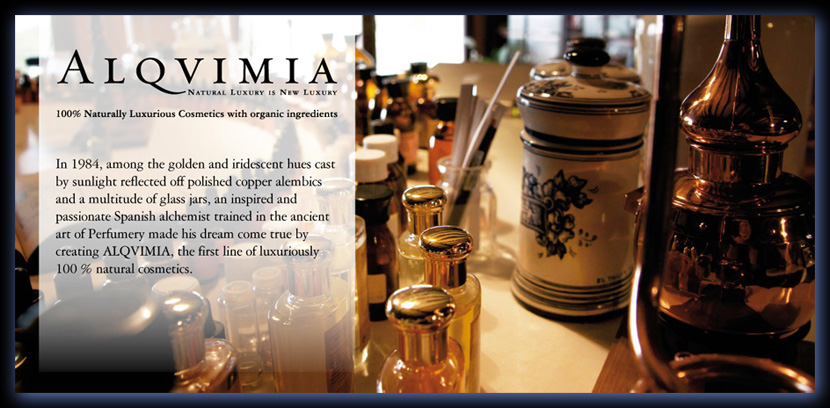 ALQVIMIA
NATURAL LUXURY IS NEW LUXURY
100% Naturally Luxurious Cosmetics with organic ingredients
In 1984, among the golden and iridescent hues cast
by sunlight reflected off polished copper alembics
and a multitude of glass jars, an inspired and
passionate Spanish alchemist trained in the ancient
art of Perfumery made his dream come true by
creating ALQVIMIA, the first line of luxuriously
100 % natural cosmetics.